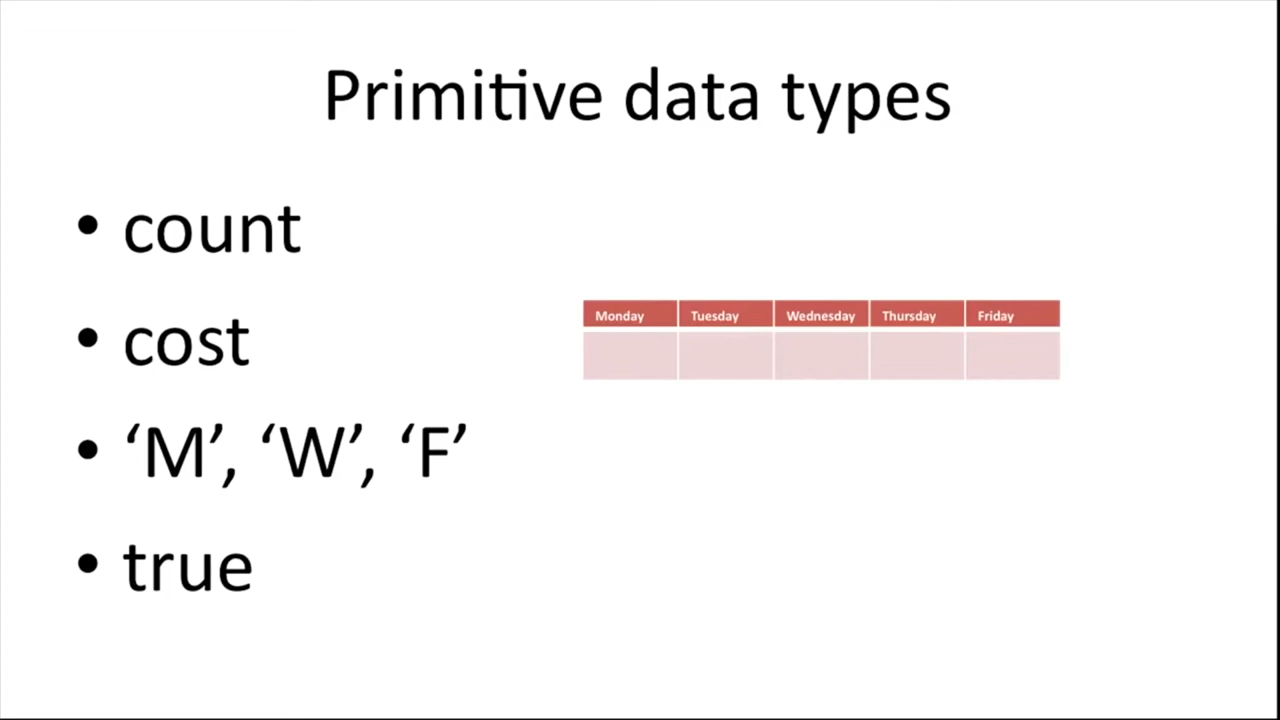 Primitive data types
• count
• cost
• ‘M’, ‘W’, ‘F’
• true
Monday Tuesday Wednesday Thursday Friday